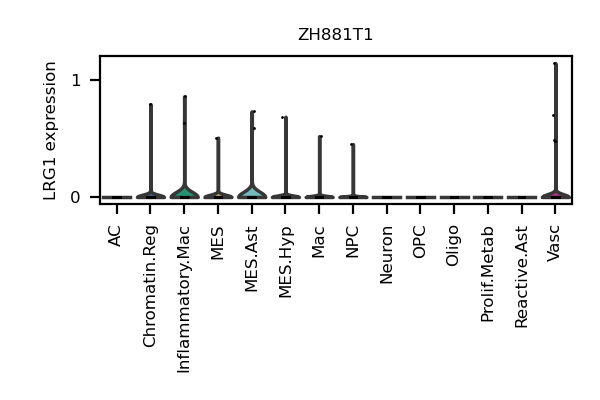 ZH881T1
LRG1 expression
1
0
AC
Chromatin.Reg
Inflammatory.Mac
MES
MES.Ast
MES.Hyp
Mac
NPC
Neuron
OPC
Oligo
Prolif.Metab
Reactive.Ast
Vasc